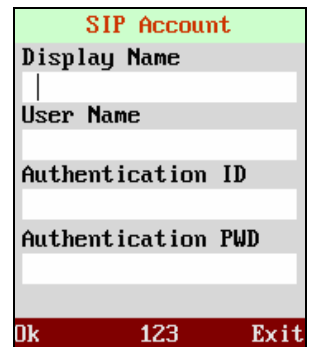 SIP Account
Display Name
User Name
Authentication ID
Authentication PWD
Ok 123 Exit